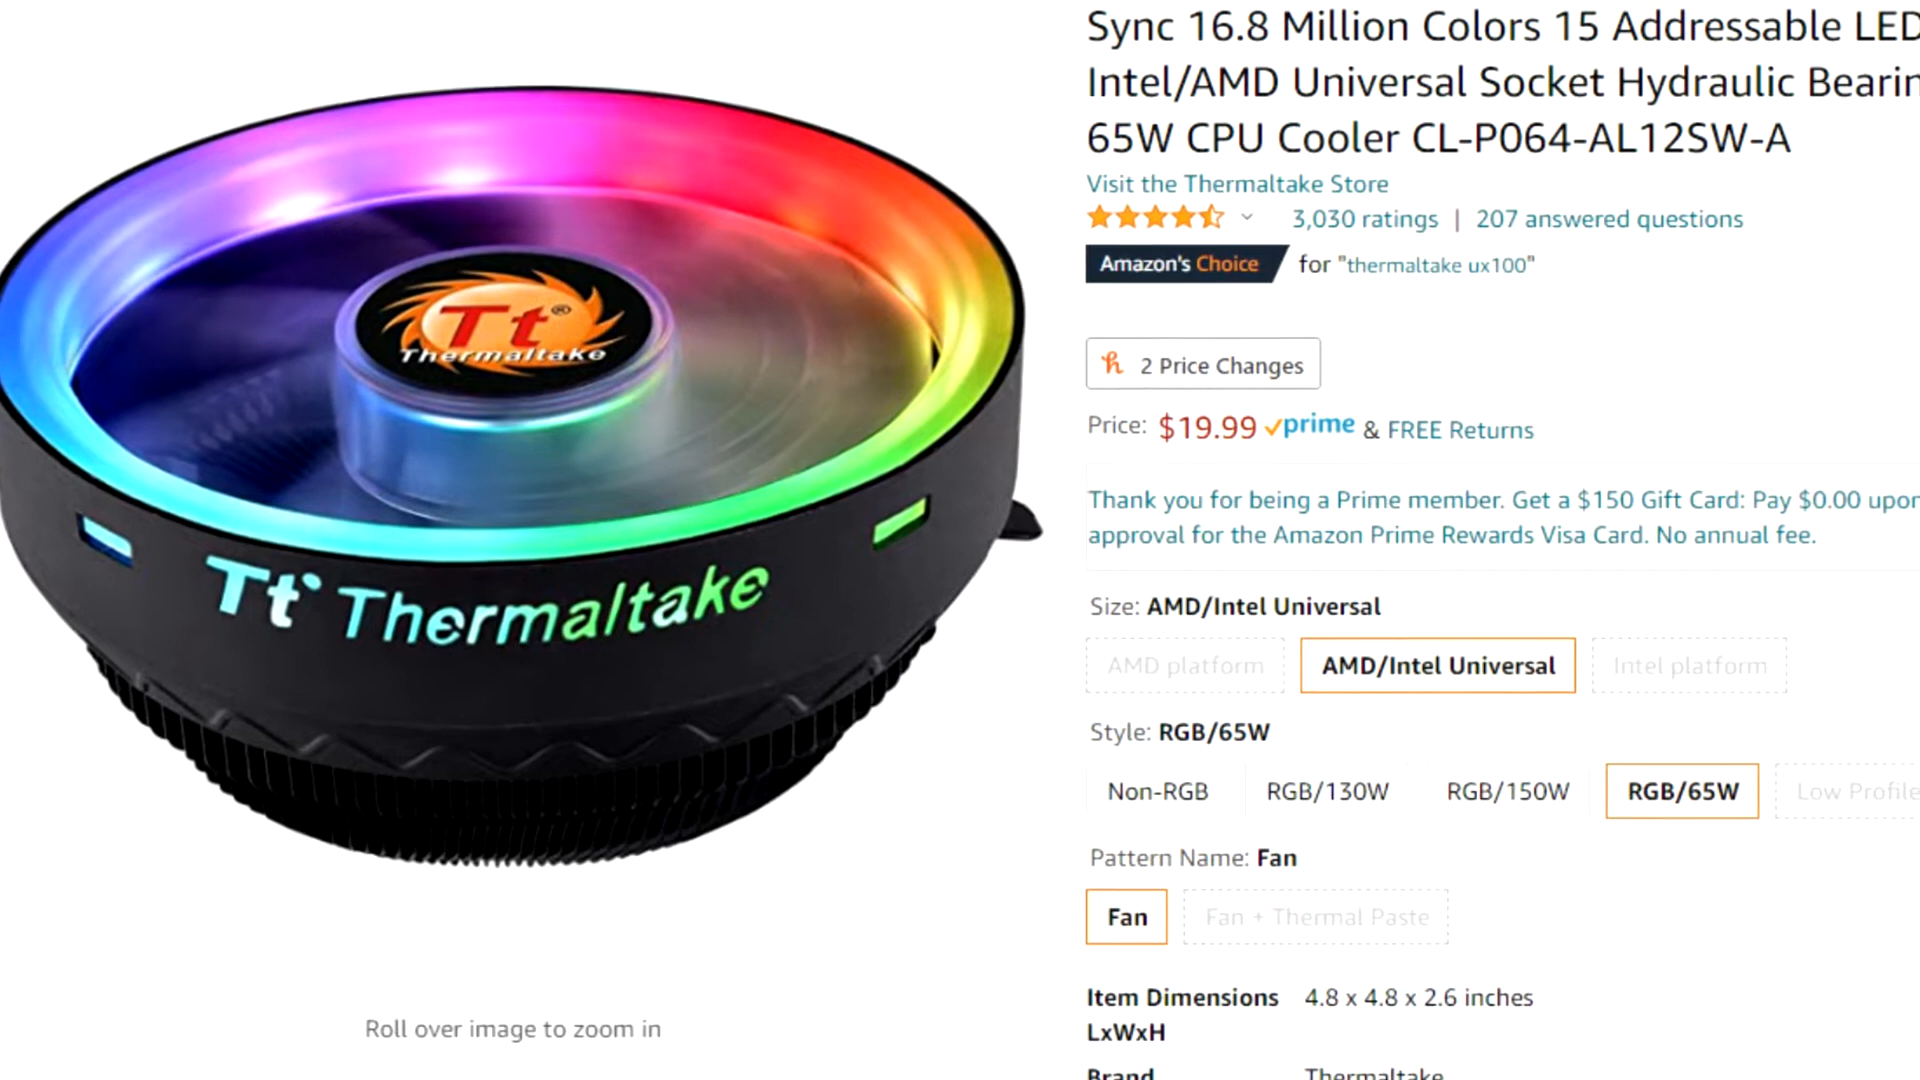 Sync 16.8 Million Colors 15 Addressable LED
Intel/AMD Universal Socket Hydraulic Bearin
65W CPU Cooler CL-P064-AL12SW-A
Visit the Thermaltake Store
3,030 ratings | 207 answered questions
Amazon's Choice for "thermaltake ux100"
2 Price Changes
Price: $19.99 prime & FREE Returns
Thank you for being a Prime member. Get a $150 Gift Card: Pay $0.00 upon
approval for the Amazon Prime Rewards Visa Card. No annual fee.
Size: AMD/Intel Universal
AMD platform AMD/Intel Universal Intel platform
Style: RGB/65W
Non-RGB RGB/130W RGB/150W RGB/65W Low Profile
Pattern Name: Fan
Fan Fan + Thermal Paste
Item Dimensions 4.8 x 4.8 x 2.6 inches
LxWxH
Brand Thermaltake
Tt®
Thermaltake
Tt Thermaltake
Roll over image to zoom in